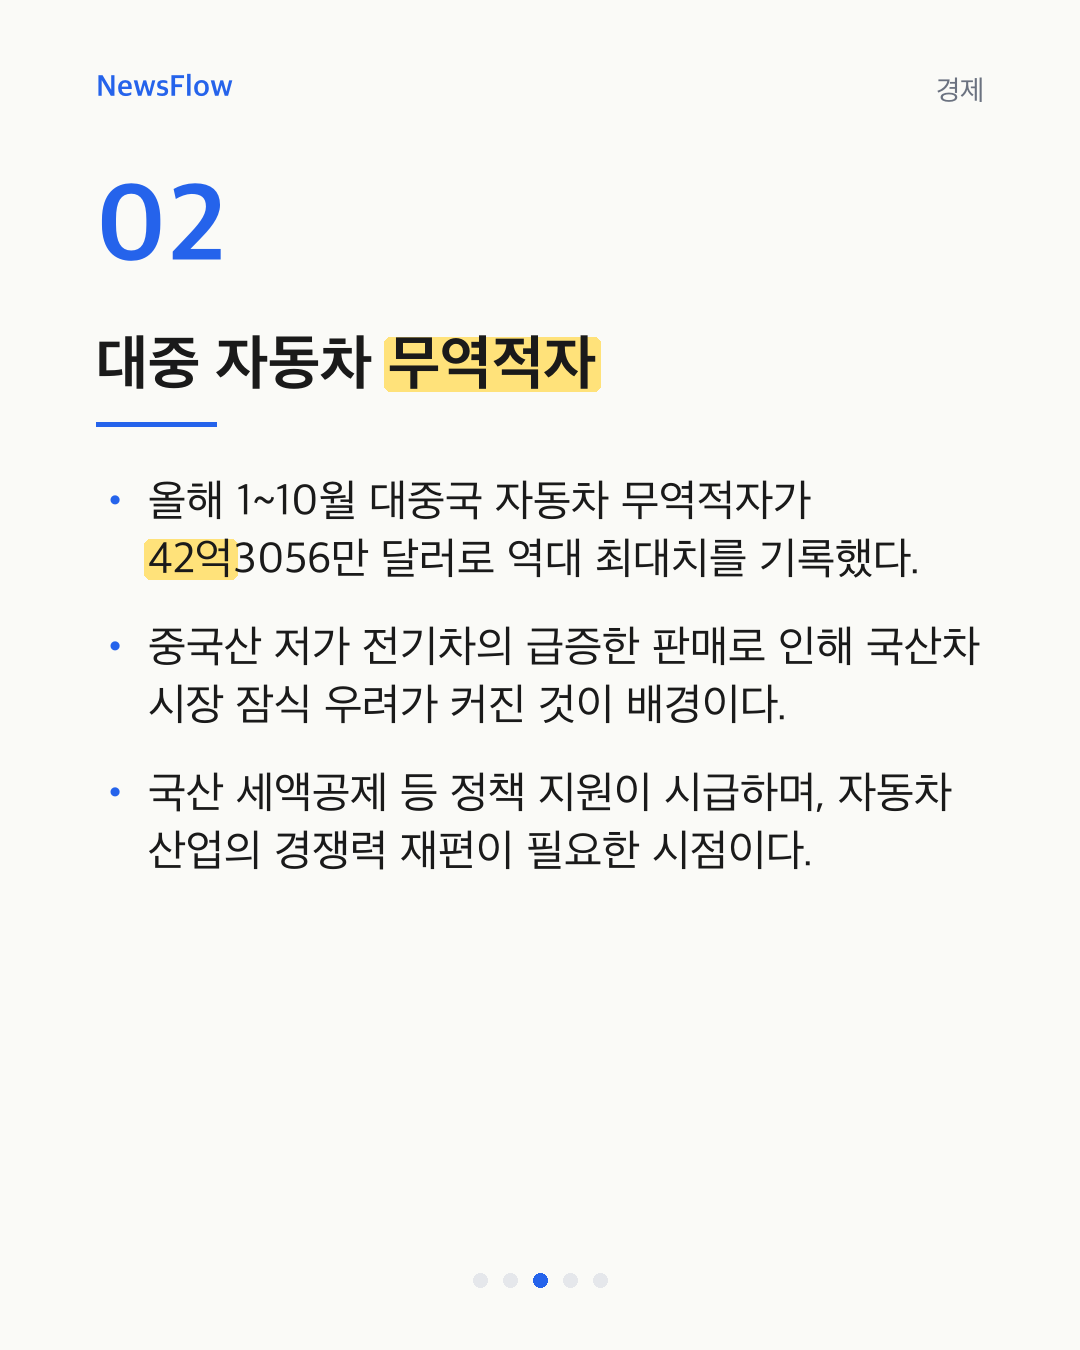 NewsFlow
경제
02
대중 자동차 무역적자
• 올해 1~10월 대중국 자동차 무역적자가
42억3056만 달러로 역대 최대치를 기록했다.
• 중국산 저가 전기차의 급증한 판매로 인해 국산차
시장 잠식 우려가 커진 것이 배경이다.
• 국산 세액공제 등 정책 지원이 시급하며, 자동차
산업의 경쟁력 재편이 필요한 시점이다.